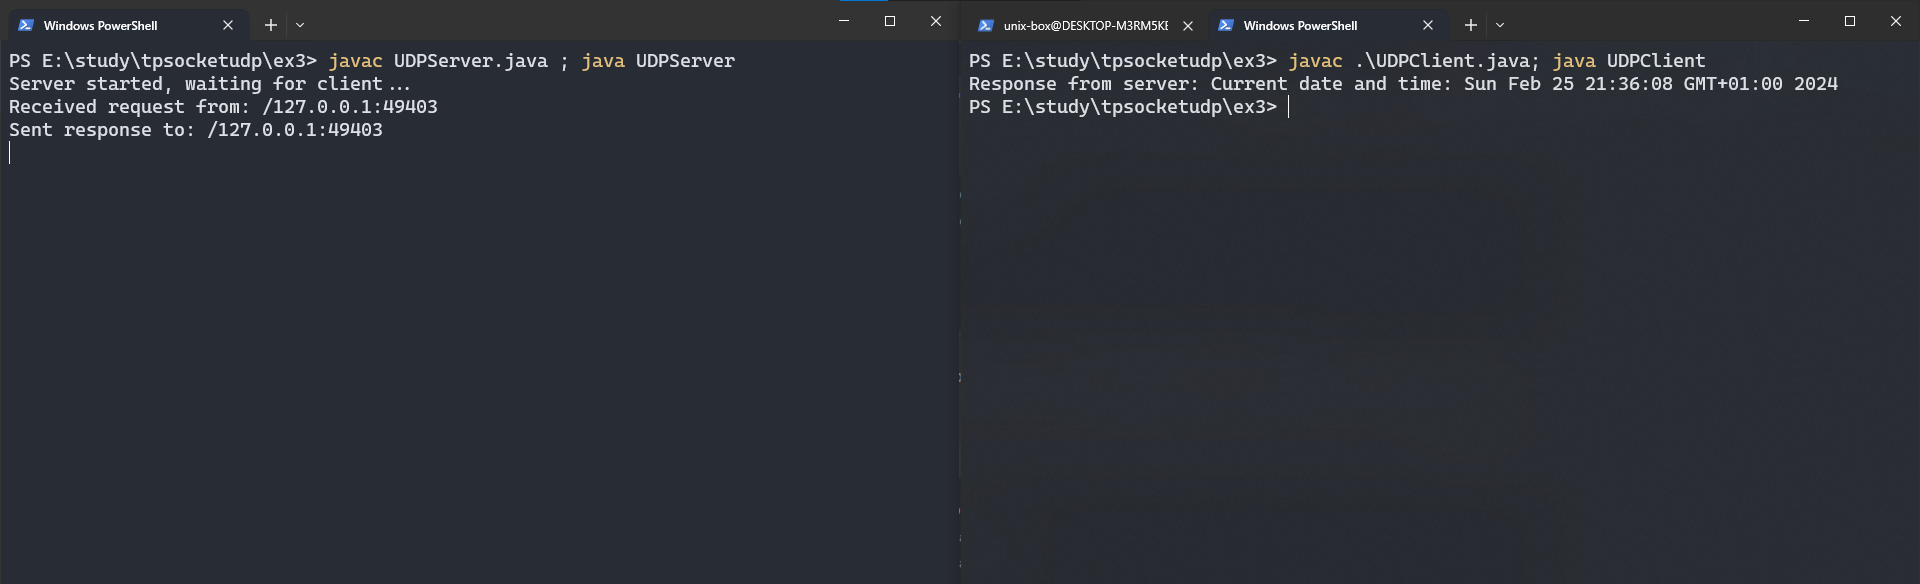 Windows PowerShell
PS E:\study\tpsocketudp\ex3> javac UDPServer.java ; java UDPServer
Server started, waiting for client...
Received request from: /127.0.0.1:49403
Sent response to: /127.0.0.1:49403
unix-box@DESKTOP-M3RM5KE
Windows PowerShell
PS E:\study\tpsocketudp\ex3> javac .\UDPClient.java; java UDPClient
Response from server: Current date and time: Sun Feb 25 21:36:08 GMT+01:00 2024
PS E:\study\tpsocketudp\ex3>